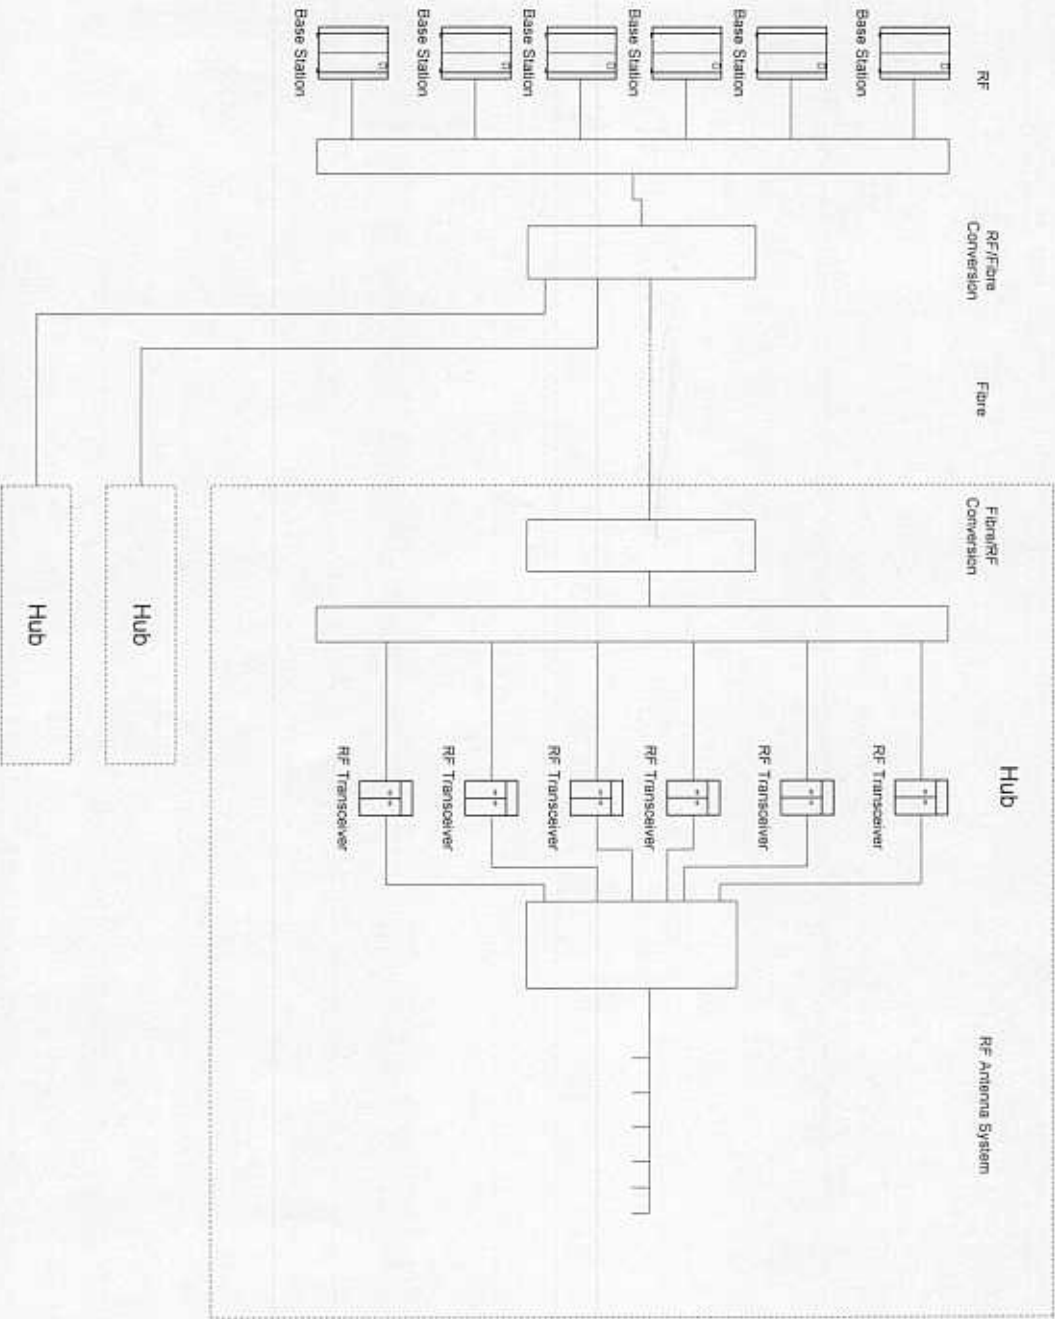 RF
RF/Fibre
Conversion
Fibre
Fibre/RF
Conversion
Hub
RF Antenna System
Base Station
Base Station
Base Station
Base Station
Base Station
Base Station
RF Transceiver
RF Transceiver
RF Transceiver
RF Transceiver
RF Transceiver
RF Transceiver
Hub
Hub